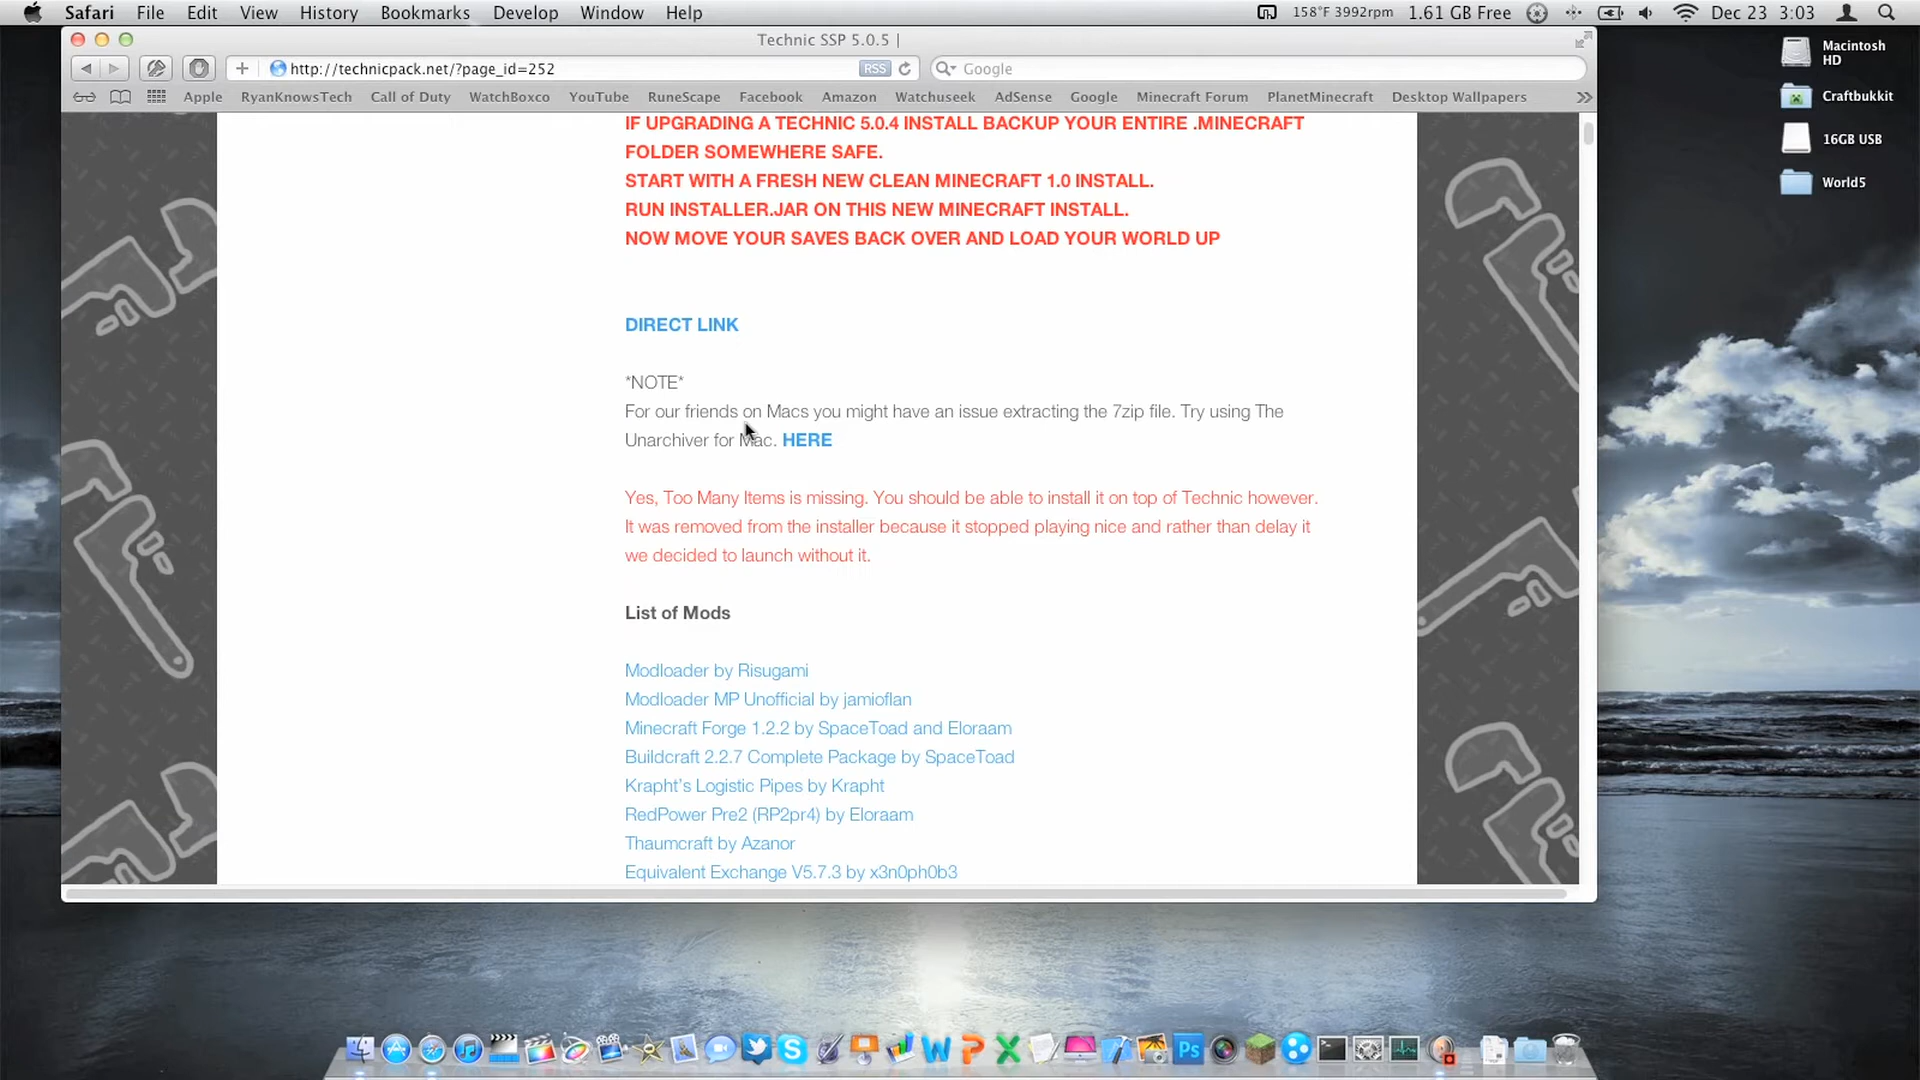 Safari File Edit View History Bookmarks Develop Window Help 158°F 3992rpm 1.61 GB Free Dec 23 3:03
Technic SSP 5.0.5 |
http://technicpack.net/?page_id=252 RSS Google
Apple RyanKnowsTech Call of Duty WatchBoxco YouTube RuneScape Facebook Amazon Watchuseek AdSense Google Minecraft Forum PlanetMinecraft Desktop Wallpapers
IF UPGRADING A TECHNIC 5.0.4 INSTALL BACKUP YOUR ENTIRE .MINECRAFT
FOLDER SOMEWHERE SAFE.
START WITH A FRESH NEW CLEAN MINECRAFT 1.0 INSTALL.
RUN INSTALLER.JAR ON THIS NEW MINECRAFT INSTALL.
NOW MOVE YOUR SAVES BACK OVER AND LOAD YOUR WORLD UP
DIRECT LINK
*NOTE*
For our friends on Macs you might have an issue extracting the 7zip file. Try using The
Unarchiver for Mac. HERE
Yes, Too Many Items is missing. You should be able to install it on top of Technic however.
It was removed from the installer because it stopped playing nice and rather than delay it
we decided to launch without it.
List of Mods
Modloader by Risugami
Modloader MP Unofficial by jamioflan
Minecraft Forge 1.2.2 by SpaceToad and Eloraam
Buildcraft 2.2.7 Complete Package by SpaceToad
Krapht's Logistic Pipes by Krapht
RedPower Pre2 (RP2pr4) by Eloraam
Thaumcraft by Azanor
Equivalent Exchange V5.7.3 by x3n0ph0b3
Macintosh
HD
Craftbukkit
16GB USB
World5
Ps